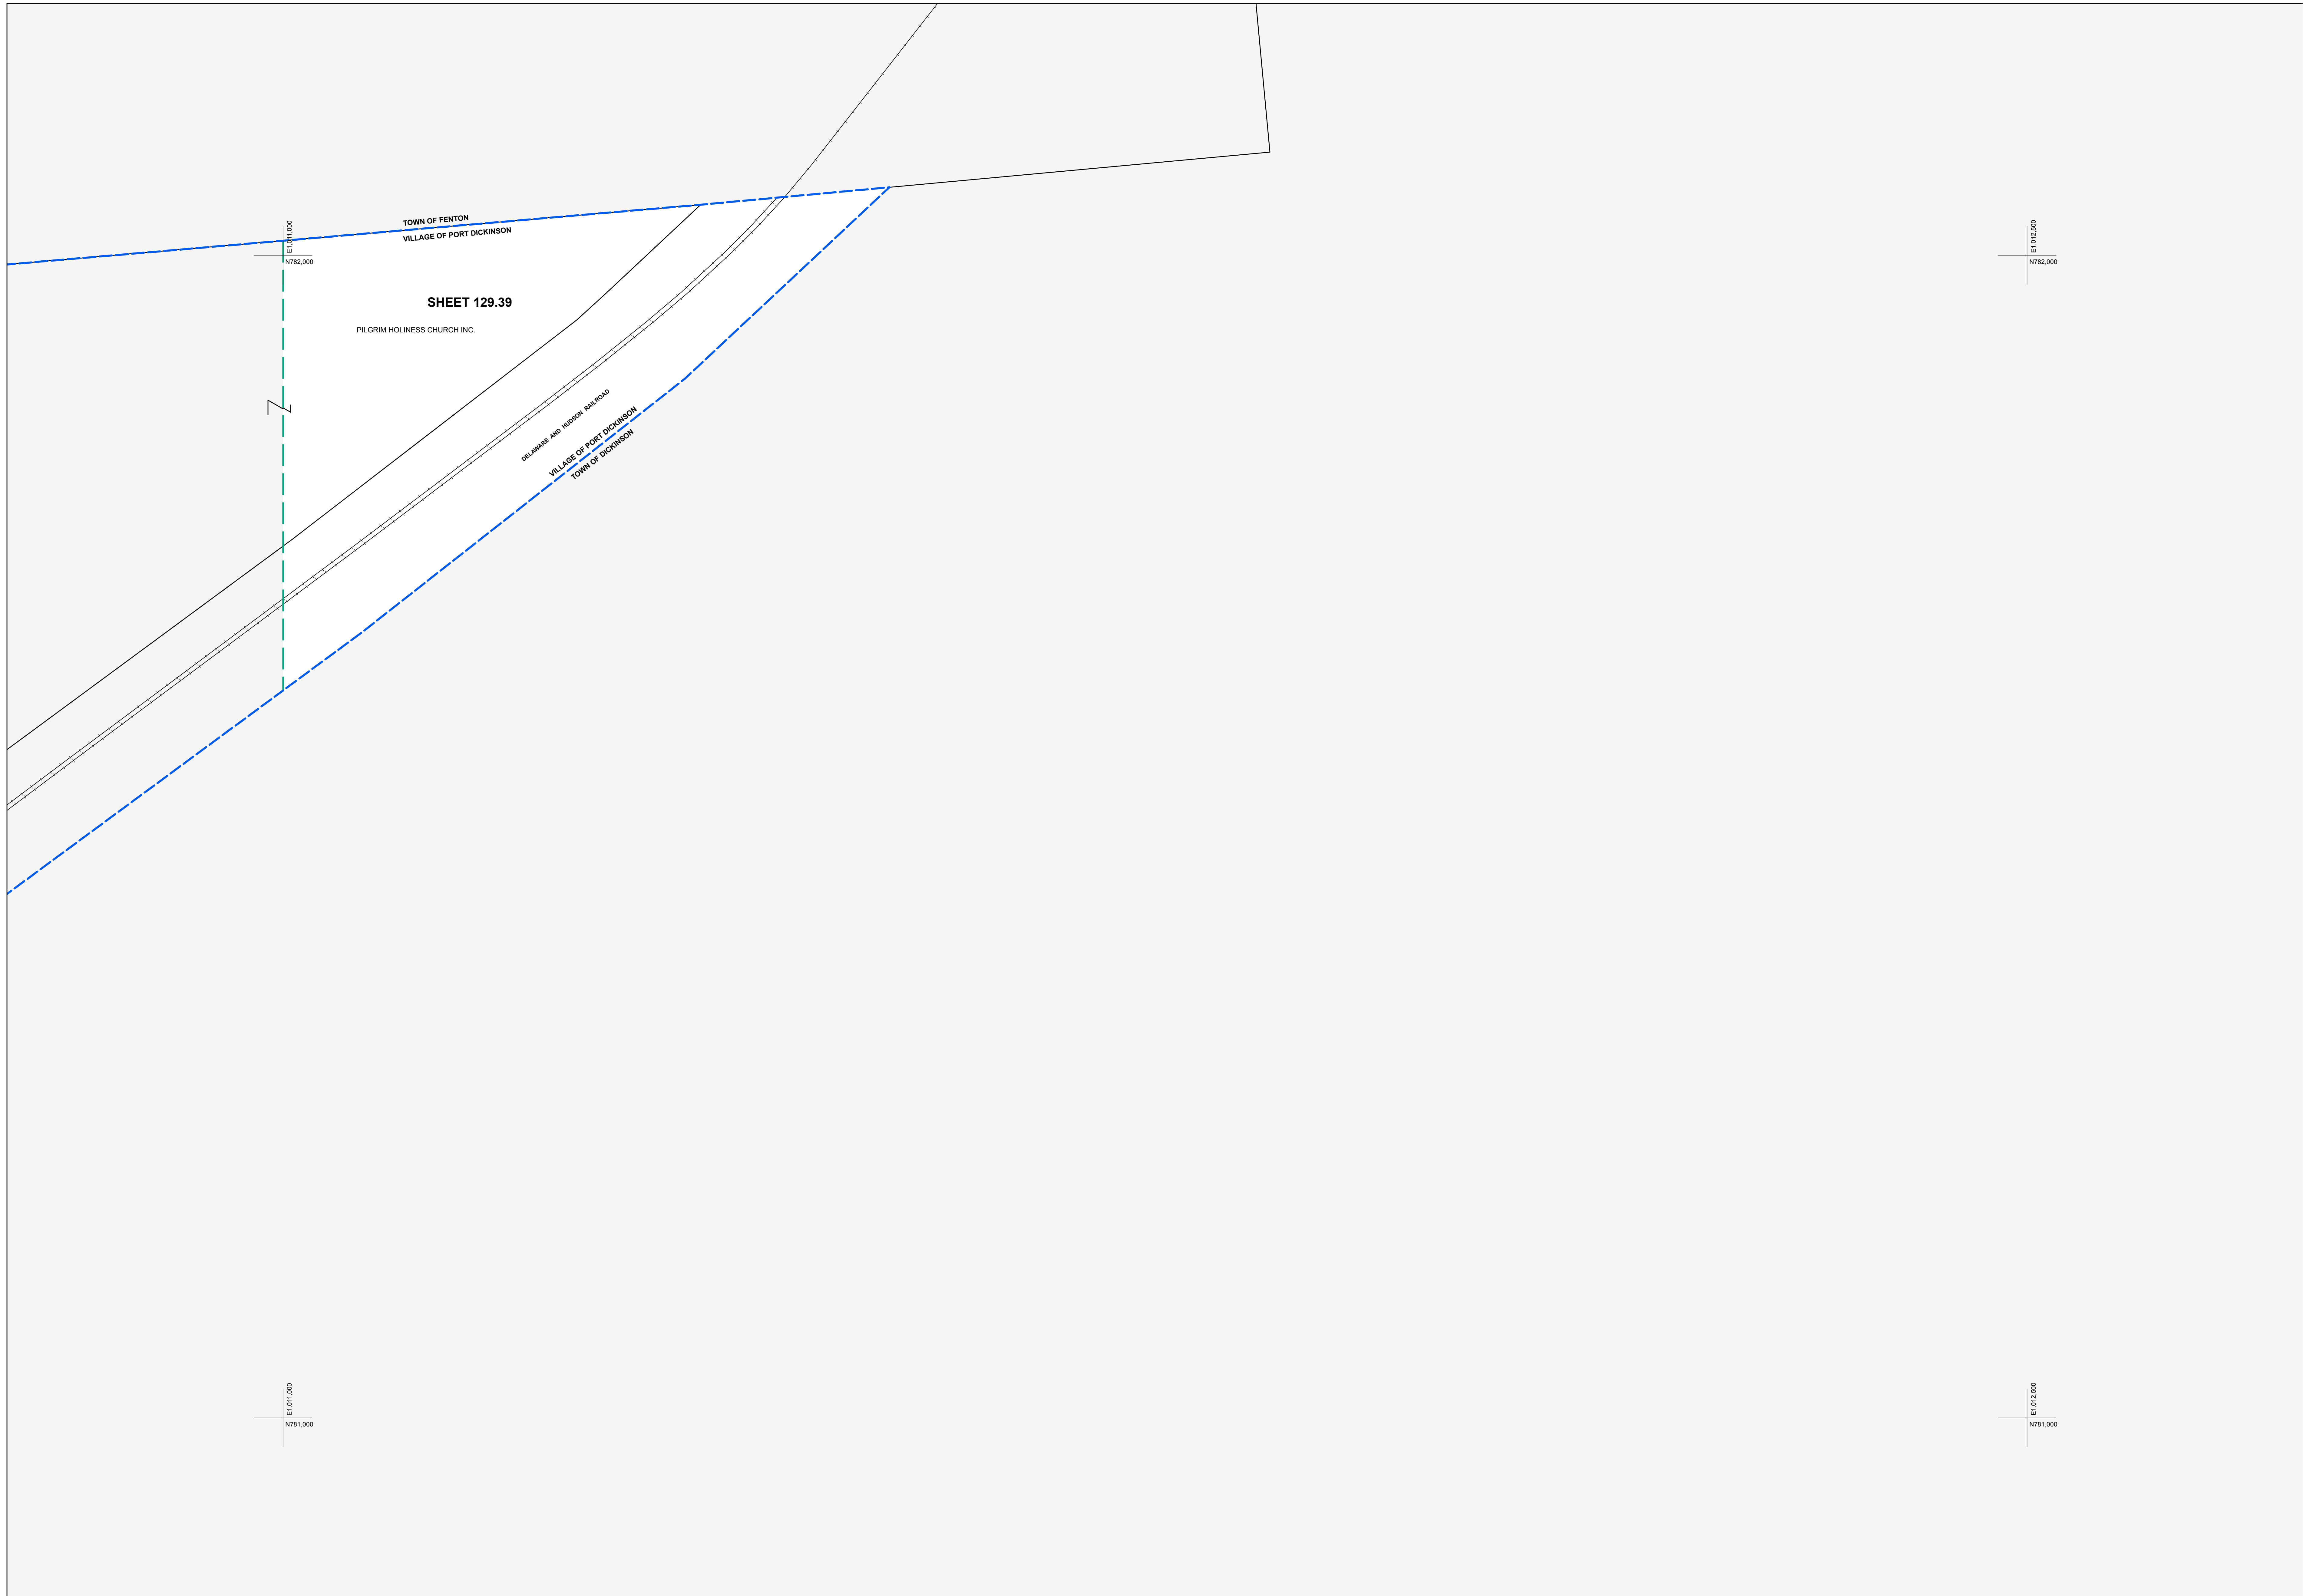 TOWN OF FENTON
VILLAGE OF PORT DICKINSON
E1,011,000
N782,000
E1,012,500
N782,000
SHEET 129.39
PILGRIM HOLINESS CHURCH INC.
DELAWARE AND HUDSON RAILROAD
VILLAGE OF PORT DICKINSON
TOWN OF DICKINSON
E1,011,000
N781,000
E1,012,500
N781,000